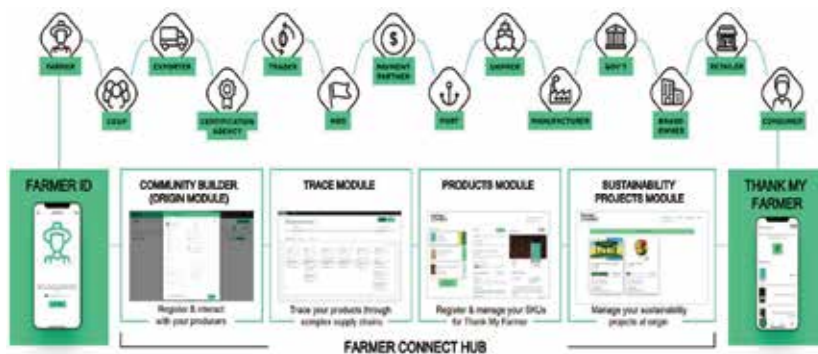 FARMER
EXPORTER
TRADER
PAYMENT
PARTNER
SHIPPER
GOV'T
RETAILER
COOP
CERTIFICATION
AGENCY
NGO
PORT
MANUFACTURER
BRAND
OWNER
CONSUMER
FARMER ID
COMMUNITY BUILDER
(ORIGIN MODULE)
Register & interact
with your producers
TRACE MODULE
Trace your products through
complex supply chains
PRODUCTS MODULE
Register & manage your SKUs
for Thank My Farmer
SUSTAINABILITY
PROJECTS MODULE
Manage your sustainability
projects at origin
THANK MY
FARMER
FARMER CONNECT HUB